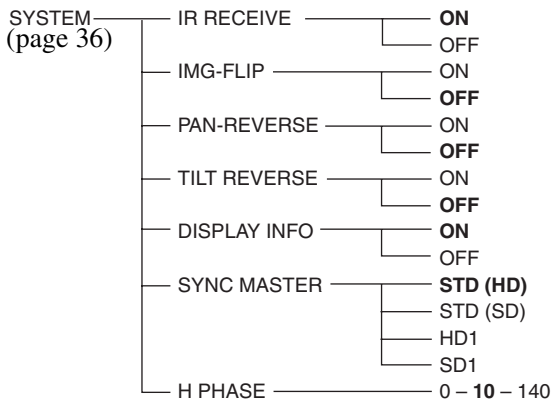 SYSTEM IR RECEIVE ON
(page 36) OFF
IMG-FLIP ON
OFF
PAN-REVERSE ON
OFF
TILT REVERSE ON
OFF
DISPLAY INFO ON
OFF
SYNC MASTER STD (HD)
STD (SD)
HD1
SD1
H PHASE 0 – 10 – 140